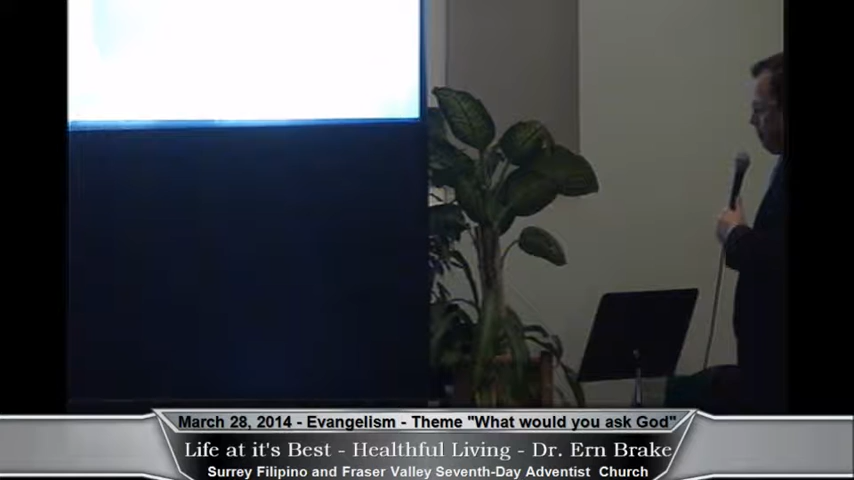 March 28, 2014 - Evangelism - Theme "What would you ask God"
Life at it's Best - Healthful Living - Dr. Ern Brake
Surrey Filipino and Fraser Valley Seventh-Day Adventist Church